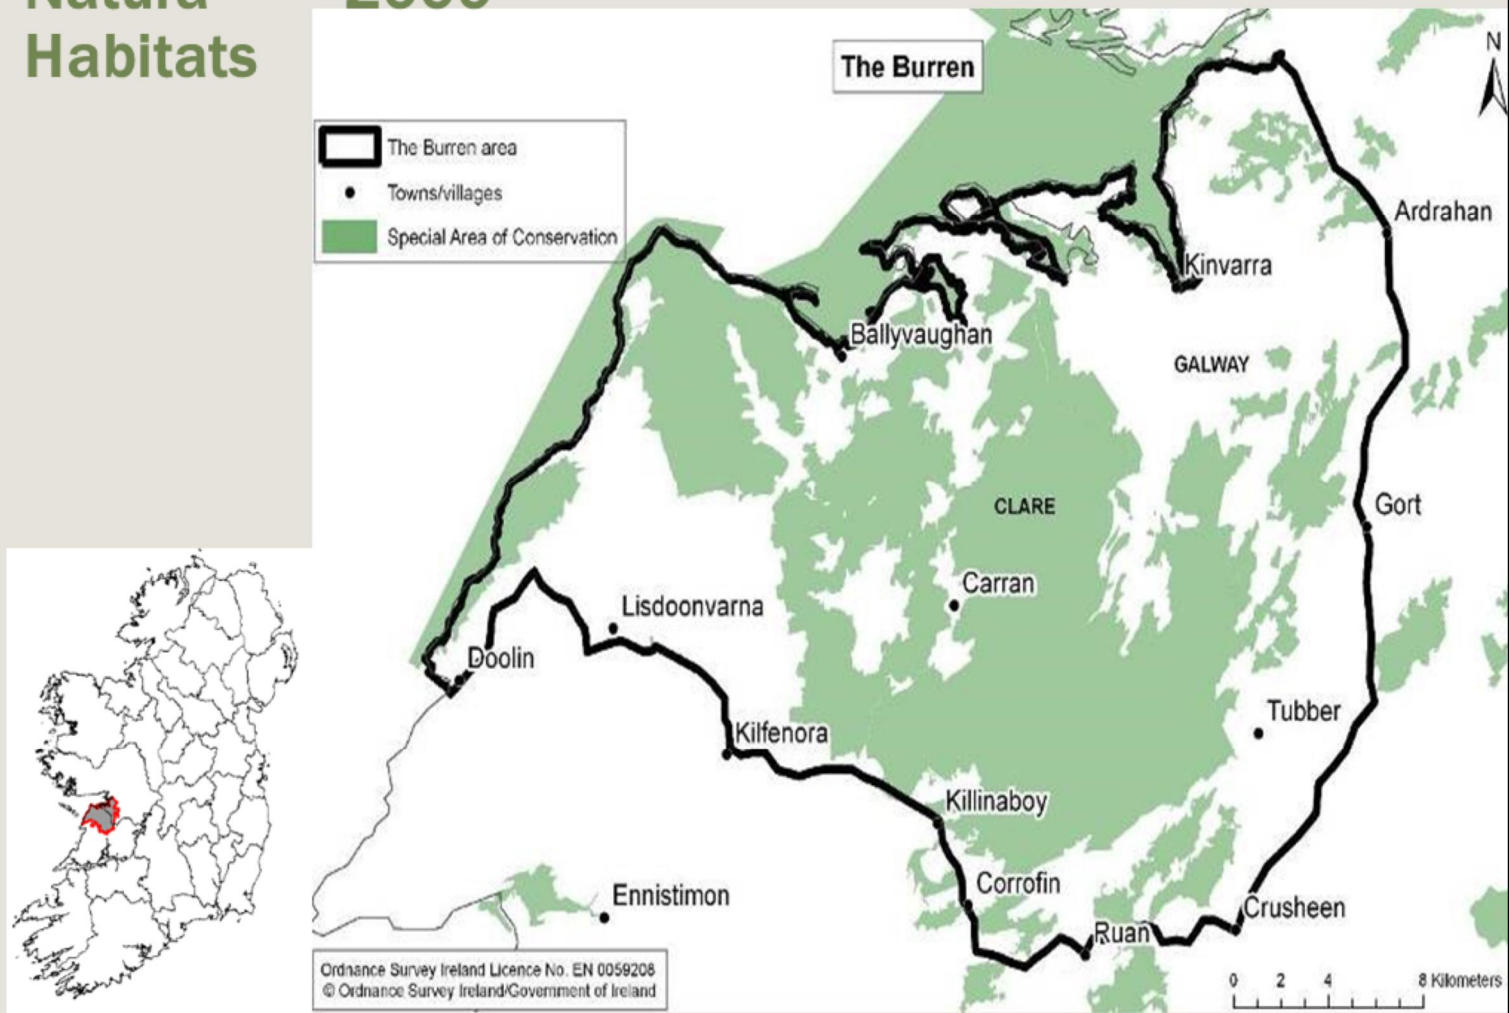 Natura 2000
Habitats
The Burren
N
The Burren area
Towns/villages
Special Area of Conservation
Ardrahan
Kinvarra
Ballyvaughan
GALWAY
CLARE
Gort
Carran
Lisdoonvarna
Doolin
Tubber
Kilfenora
Killinaboy
Corrofin
Ennistimon
Crusheen
Ruan
Ordnance Survey Ireland Licence No. EN 0059208
© Ordnance Survey Ireland/Government of Ireland
0 2 4 8 Kilometers